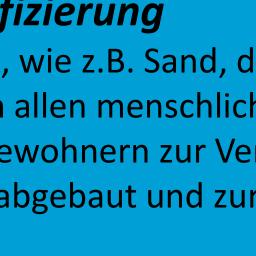 fizierung
, wie z.B. Sand, d
allen menschlich
ewohnern zur Ver
abgebaut und zur